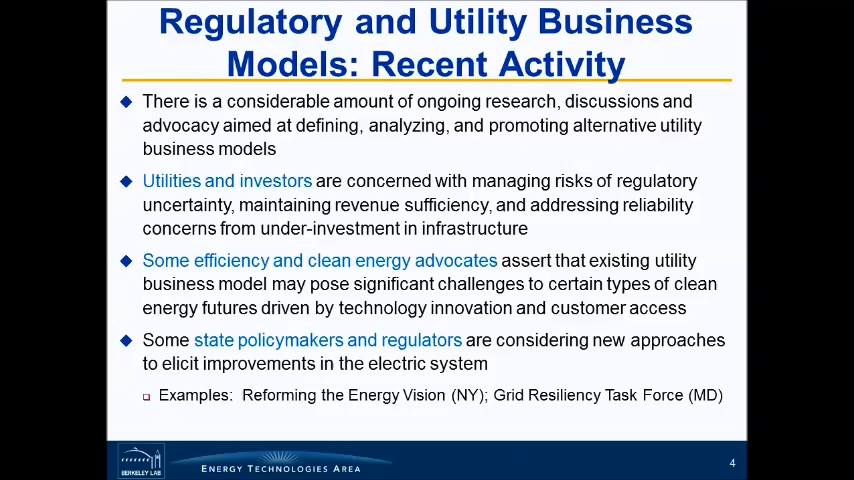 Regulatory and Utility Business
Models: Recent Activity
There is a considerable amount of ongoing research, discussions and
advocacy aimed at defining, analyzing, and promoting alternative utility
business models
Utilities and investors are concerned with managing risks of regulatory
uncertainty, maintaining revenue sufficiency, and addressing reliability
concerns from under-investment in infrastructure
Some efficiency and clean energy advocates assert that existing utility
business model may pose significant challenges to certain types of clean
energy futures driven by technology innovation and customer access
Some state policymakers and regulators are considering new approaches
to elicit improvements in the electric system
Examples: Reforming the Energy Vision (NY); Grid Resiliency Task Force (MD)
BERKELEY LAB
ENERGY TECHNOLOGIES AREA
4